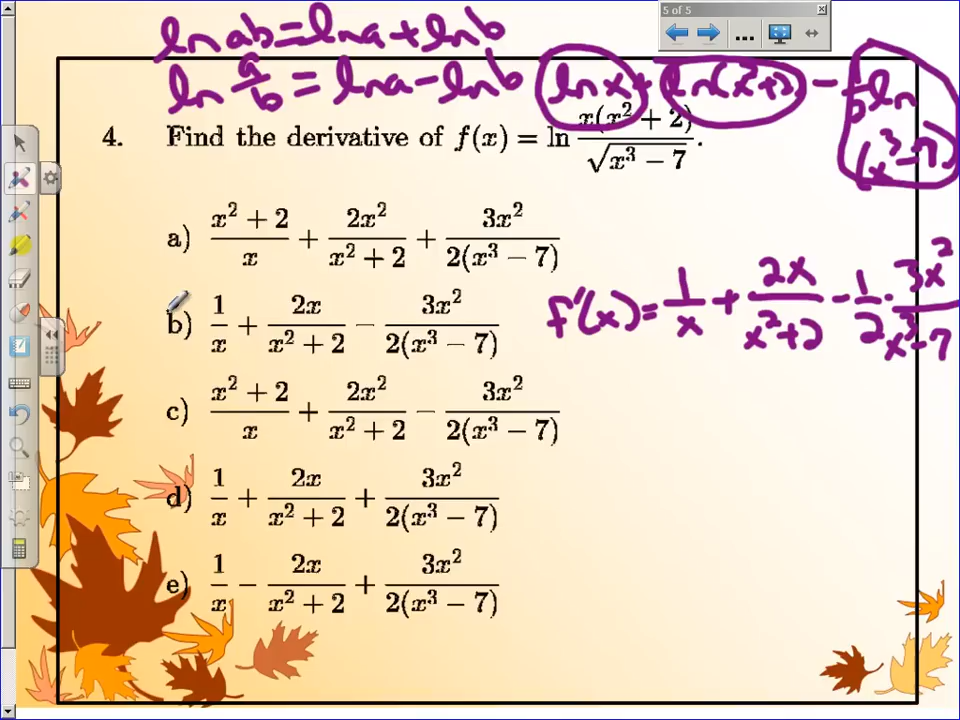 5 of 5
ln ab = ln a + ln b
ln a/b = ln a - ln b ln x + ln(x²+2) - ½ ln (x³-7)
4. Find the derivative of f(x) = ln x(x² + 2)/√(x³ − 7).
a) (x² + 2)/x + 2x²/(x² + 2) + 3x²/(2(x³ − 7))
f'(x) = 1/x + 2x/(x²+2) - 1/2 · 3x²/(x³-7)
b) 1/x + 2x/(x² + 2) − 3x²/(2(x³ − 7))
c) (x² + 2)/x + 2x²/(x² + 2) − 3x²/(2(x³ − 7))
d) 1/x + 2x/(x² + 2) + 3x²/(2(x³ − 7))
e) 1/x − 2x/(x² + 2) + 3x²/(2(x³ − 7))